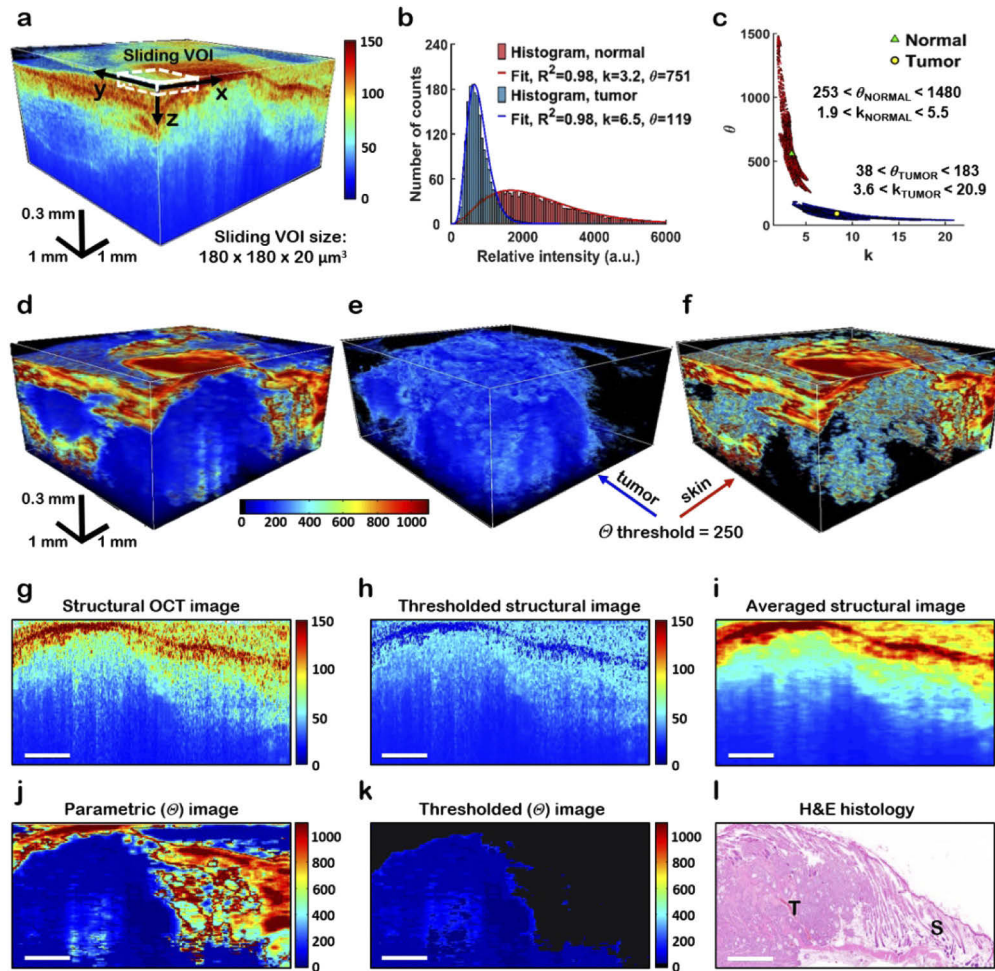 a
Sliding VOI
y
x
z
150
100
50
0
0.3 mm
1 mm
1 mm
Sliding VOI size:
180 x 180 x 20 µm³
b
Number of counts
240
180
120
60
0
0
2000
4000
6000
Relative intensity (a.u.)
Histogram, normal
Fit, R²=0.98, k=3.2, θ=751
Histogram, tumor
Fit, R²=0.98, k=6.5, θ=119
c
θ
1500
1000
500
0
5
10
15
20
k
Normal
Tumor
253 < θNORMAL < 1480
1.9 < kNORMAL < 5.5
38 < θTUMOR < 183
3.6 < kTUMOR < 20.9
d
0.3 mm
1 mm
1 mm
0 200 400 600 800 1000
e
tumor
skin
Θ threshold = 250
f
g
Structural OCT image
150
100
50
0
h
Thresholded structural image
150
100
50
0
i
Averaged structural image
j
Parametric (Θ) image
1000
800
600
400
200
0
k
Thresholded (Θ) image
1000
800
600
400
200
0
l
H&E histology
T
S